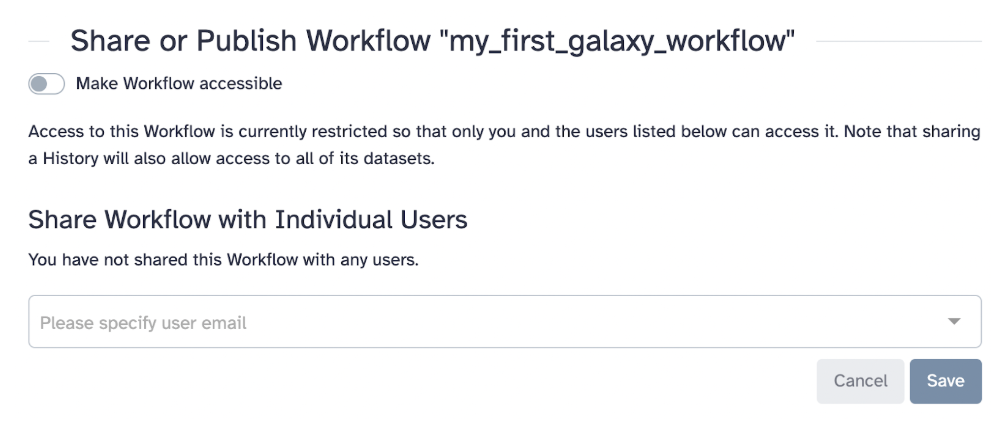 Share or Publish Workflow "my_first_galaxy_workflow"
Make Workflow accessible
Access to this Workflow is currently restricted so that only you and the users listed below can access it. Note that sharing
a History will also allow access to all of its datasets.
Share Workflow with Individual Users
You have not shared this Workflow with any users.
Please specify user email
Cancel Save